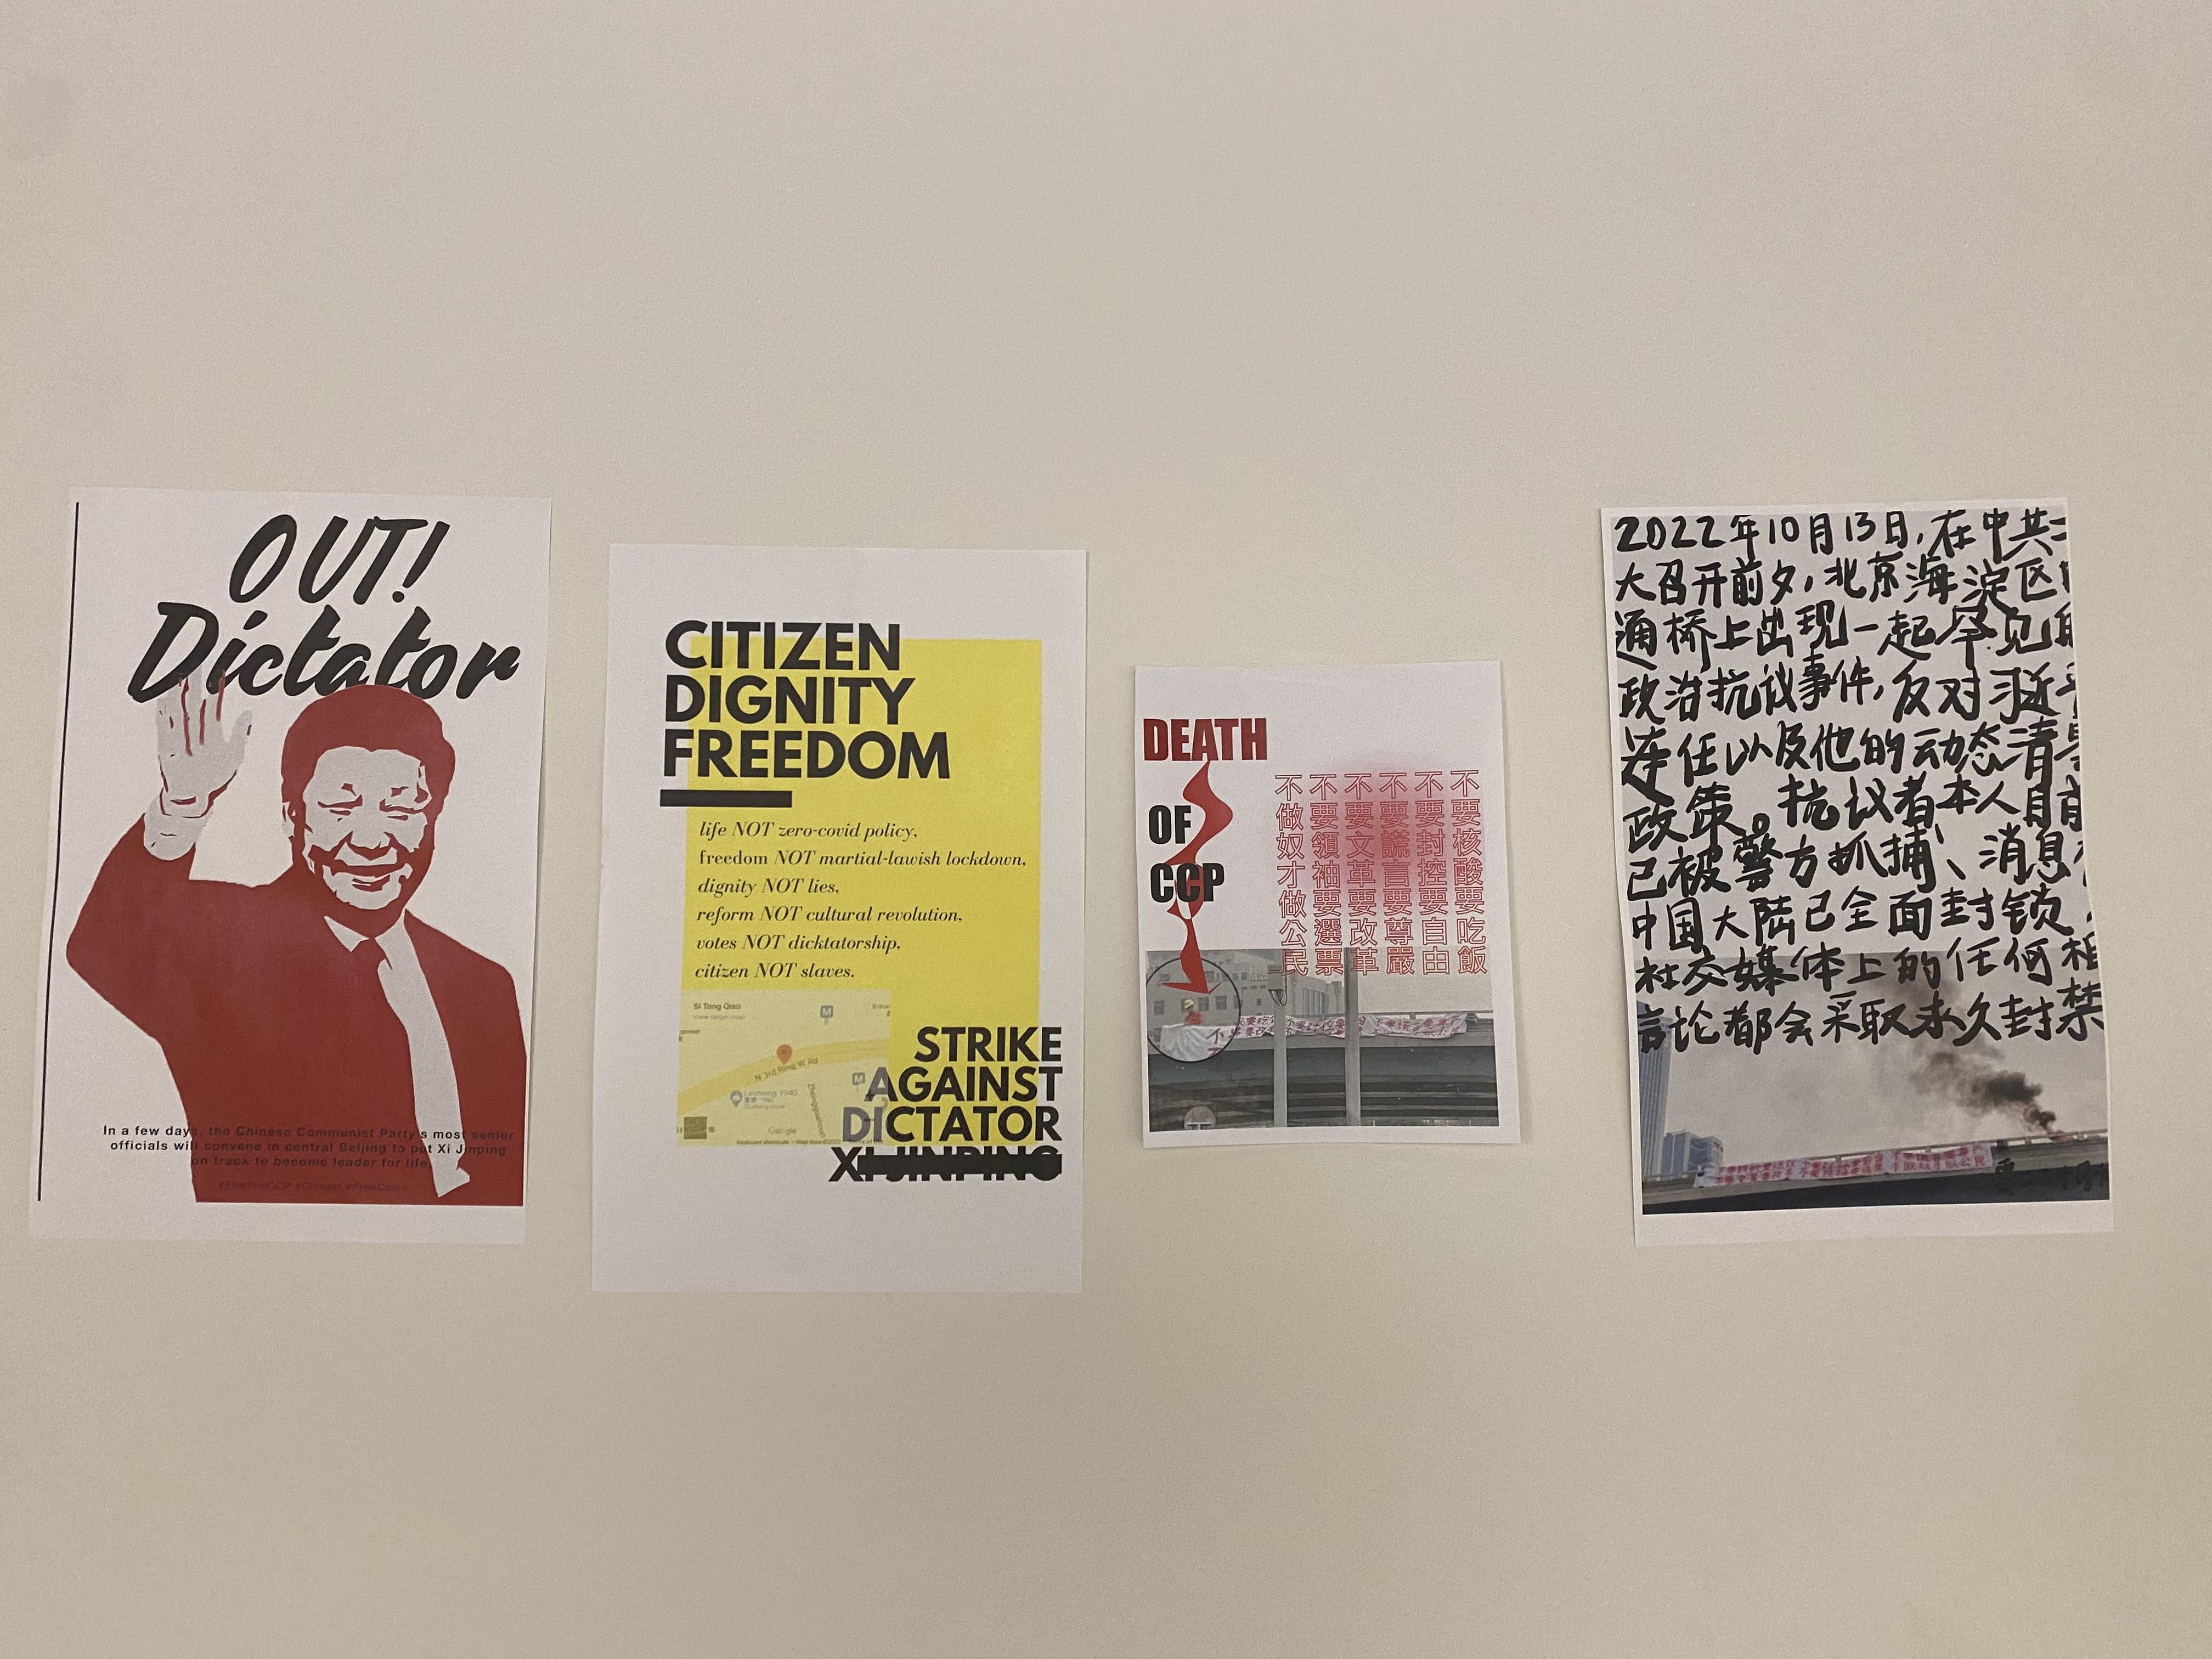 OUT!
Dictator
In a few days, the Chinese Communist Party's most senior
officials will convene in central Beijing to put Xi Jinping
on track to become leader for life
#EndTheCCP #Chinazi #FreeChina
CITIZEN
DIGNITY
FREEDOM
life NOT zero-covid policy,
freedom NOT martial-lawish lockdown,
dignity NOT lies,
reform NOT cultural revolution,
votes NOT dicktatorship,
citizen NOT slaves.
Si Tong Qiao
View larger map
N 3rd Ring W Rd
Google
STRIKE
AGAINST
DICTATOR
XI JINPING
DEATH
OF
CCP
不要核酸要吃飯
不要封控要自由
不要謊言要尊嚴
不要文革要改革
不要領袖要選票
不做奴才做公民
2022年10月13日,在中共二
大召开前夕,北京海淀区
通桥上出现一起罕见的
政治抗议事件,反对习近平
连任以及他的动态清零
政策。抗议者本人目前
已被警方抓捕、消息在
中国大陆已全面封锁,
社交媒体上的任何相
言论都会采取永久封禁